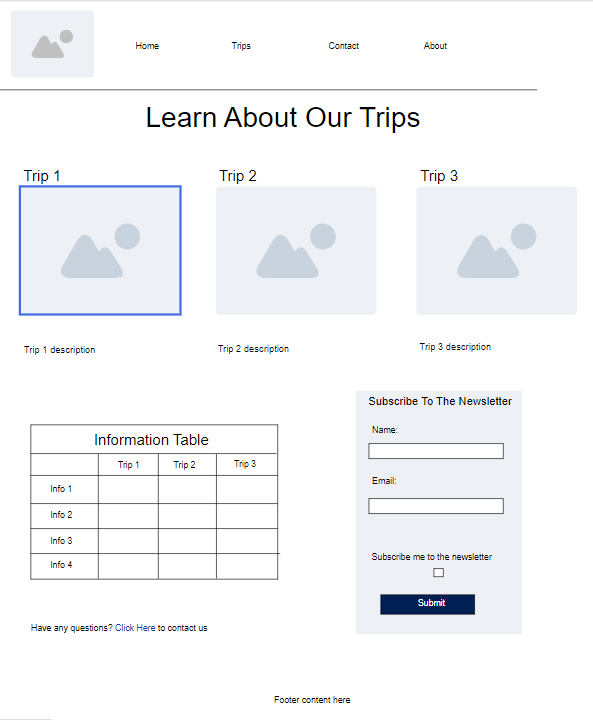 Home Trips Contact About
Learn About Our Trips
Trip 1 Trip 2 Trip 3
Trip 1 description Trip 2 description Trip 3 description
Information Table
Trip 1 Trip 2 Trip 3
Info 1
Info 2
Info 3
Info 4
Have any questions? Click Here to contact us
Subscribe To The Newsletter
Name:
Email:
Subscribe me to the newsletter
Submit
Footer content here